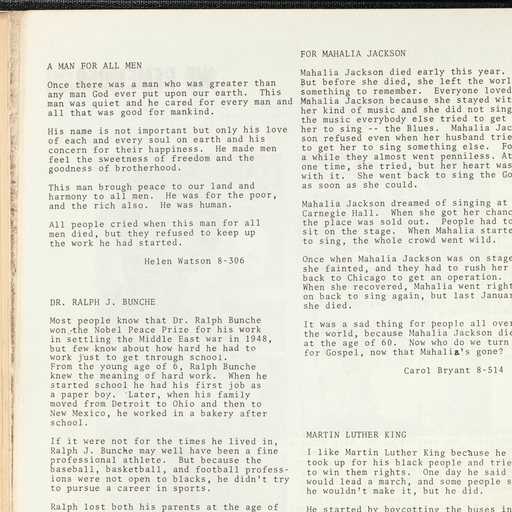 A MAN FOR ALL MEN
Once there was a man who was greater than
any man God ever put upon our earth. This
man was quiet and he cared for every man and
all that was good for mankind.
His name is not important but only his love
of each and every soul on earth and his
concern for their happiness. He made men
feel the sweetness of freedom and the
goodness of brotherhood.
This man brough peace to our land and
harmony to all men. He was for the poor,
and the rich also. He was human.
All people cried when this man for all
men died, but they refused to keep up
the work he had started.
Helen Watson 8-306
DR. RALPH J. BUNCHE
Most people know that Dr. Ralph Bunche
won the Nobel Peace Prize for his work
in settling the Middle East war in 1948,
but few know about how hard he had to
work just to get through school.
From the young age of 6, Ralph Bunche
knew the meaning of hard work. When he
started school he had his first job as
a paper boy. Later, when his family
moved from Detroit to Ohio and then to
New Mexico, he worked in a bakery after
school.
If it were not for the times he lived in,
Ralph J. Bunche may well have been a fine
professional athlete. But because the
baseball, basketball, and football profess-
ions were not open to blacks, he didn't try
to pursue a career in sports.
Ralph lost both his parents at the age of
FOR MAHALIA JACKSON
Mahalia Jackson died early this year.
But before she died, she left the worl
something to remember. Everyone loved
Mahalia Jackson because she stayed wit
her kind of music and she did not sing
the music everybody else tried to get
her to sing -- the Blues. Mahalia Jac
son refused even when her husband trie
to get her to sing something else. Fo
a while they almost went penniless. At
one time, she tried, but her heart was
with it. She went back to sing the Go
as soon as she could.
Mahalia Jackson dreamed of singing at
Carnegie Hall. When she got her chanc
the place was sold out. People had to
sit on the stage. When Mahalia starte
to sing, the whole crowd went wild.
Once when Mahalia Jackson was on stage
she fainted, and they had to rush her
back to Chicago to get an operation.
When she recovered, Mahalia went right
on back to sing again, but last Januar
she died.
It was a sad thing for people all over
the world, because Mahalia Jackson die
at the age of 60. Now who do we turn
for Gospel, now that Mahalia's gone?
Carol Bryant 8-514
MARTIN LUTHER KING
I like Martin Luther King because he
took up for his black people and trie
to win them rights. One day he said
would lead a march, and some people s
he wouldn't make it, but he did.
He started by boycotting the buses in